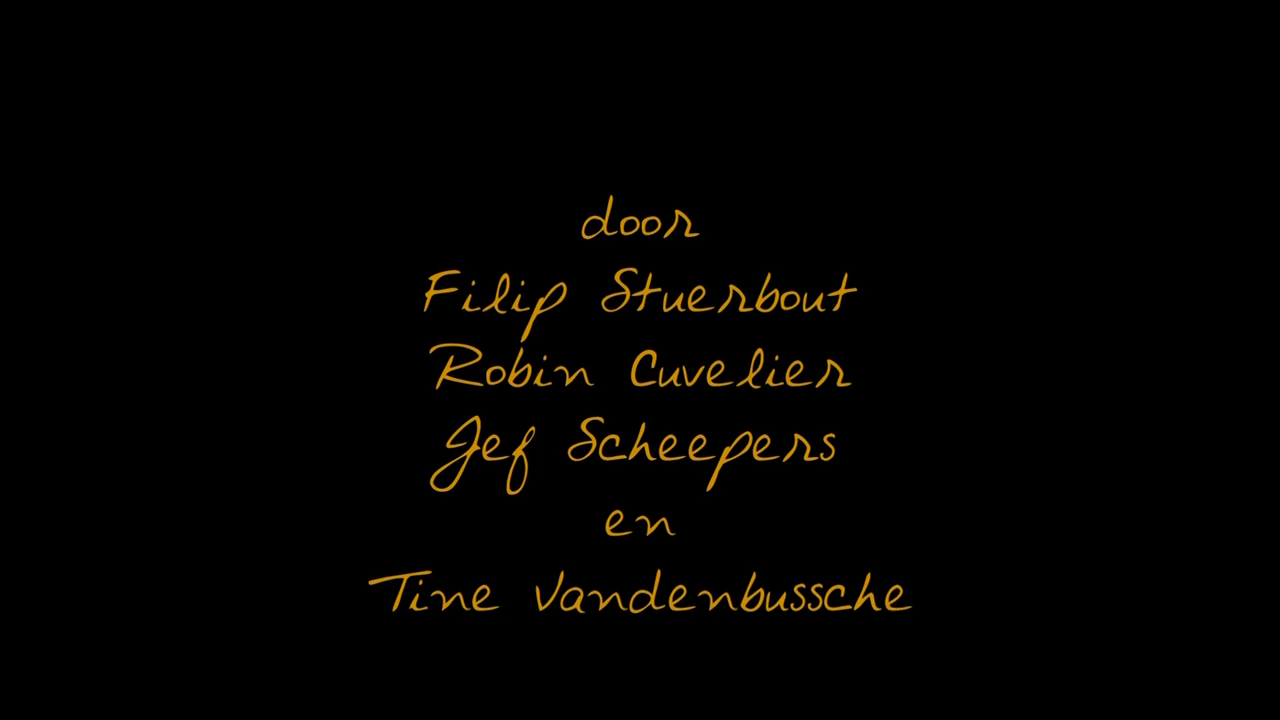 door
Filip Stuerbout
Robin Cuvelier
Jef Scheepers
en
Tine Vandenbussche